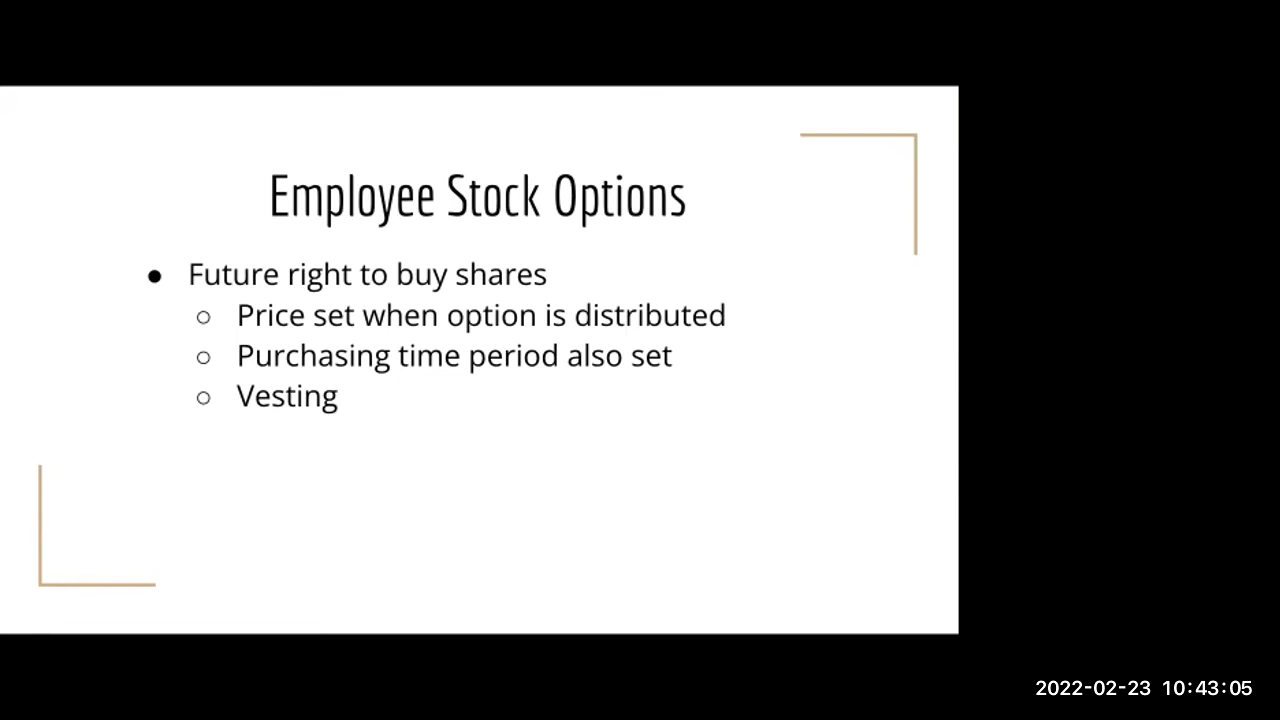 Employee Stock Options
● Future right to buy shares
○ Price set when option is distributed
○ Purchasing time period also set
○ Vesting
2022-02-23 10:43:05